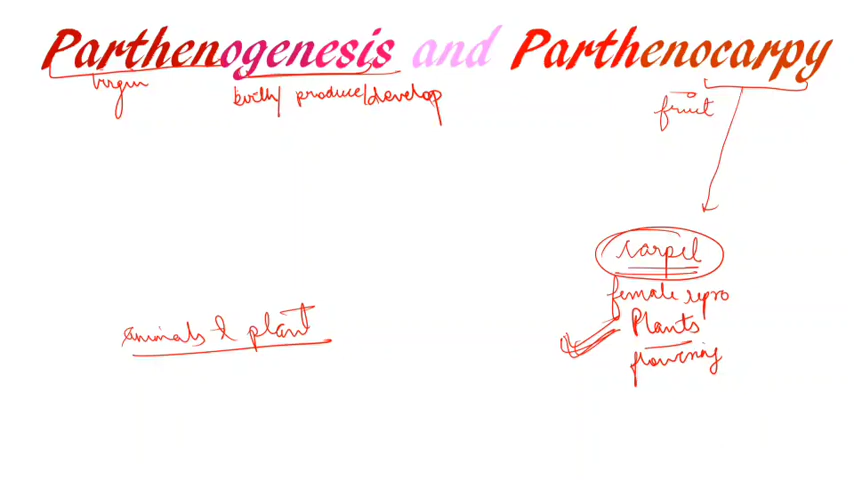 Parthenogenesis and Parthenocarpy
virgin
birth/ produce/develop
fruit
carpel
female repro
Plants
flowering
animals & plant